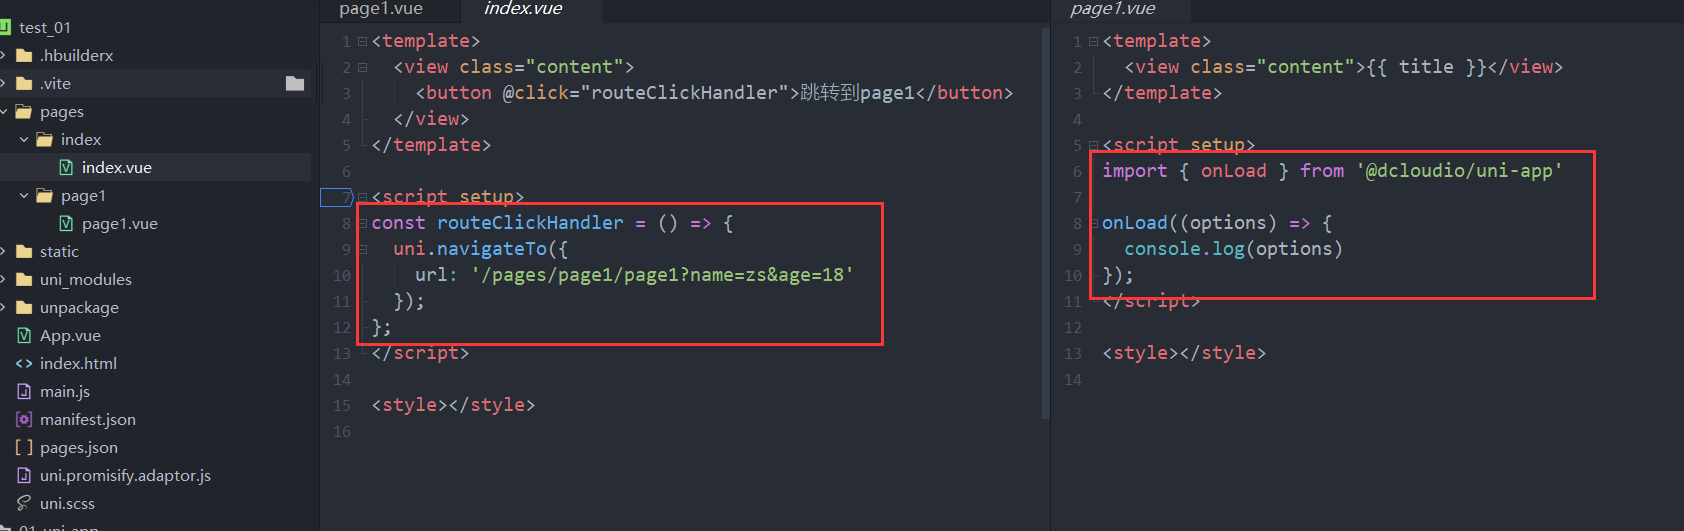 test_01
.hbuilderx
.vite
pages
index
index.vue
page1
page1.vue
static
uni_modules
unpackage
App.vue
index.html
main.js
manifest.json
pages.json
uni.promisify.adaptor.js
uni.scss
01_uni-app
page1.vue index.vue
1 <template>
2 <view class="content">
3 <button @click="routeClickHandler">跳转到page1</button>
4 </view>
5 </template>
6
7 <script setup>
8 const routeClickHandler = () => {
9 uni.navigateTo({
10 url: '/pages/page1/page1?name=zs&age=18'
11 });
12 };
13 </script>
14
15 <style></style>
16
page1.vue
1 <template>
2 <view class="content">{{ title }}</view>
3 </template>
4
5 <script setup>
6 import { onLoad } from '@dcloudio/uni-app'
7
8 onLoad((options) => {
9 console.log(options)
10 });
11 </script>
12
13 <style></style>
14